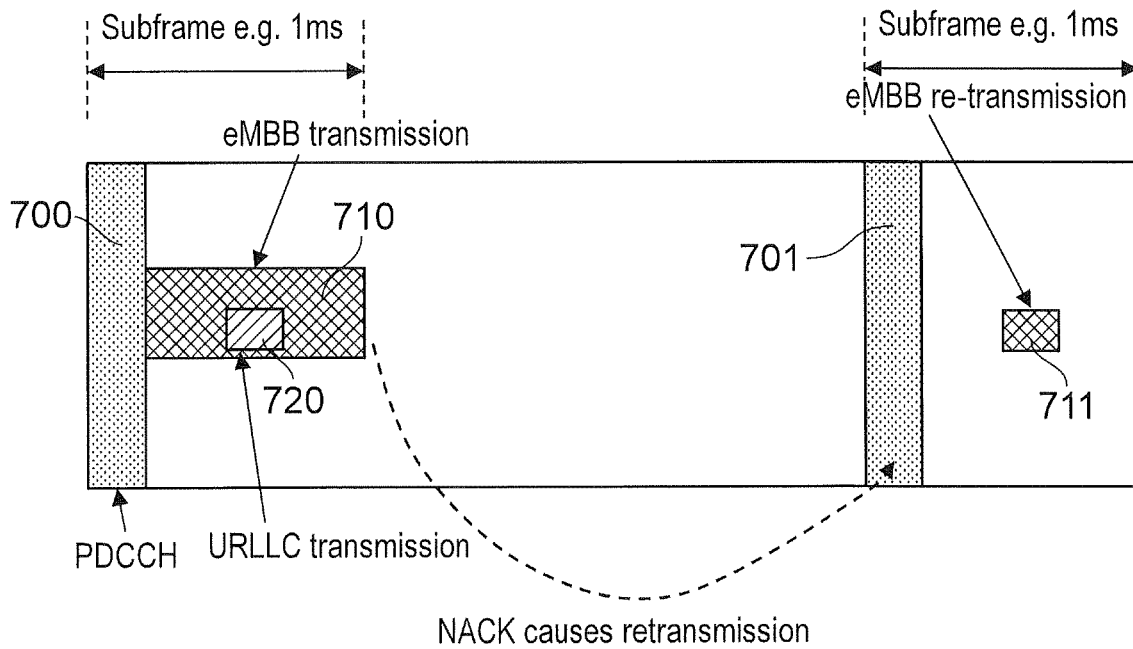 Subframe e.g. 1ms
Subframe e.g. 1ms
eMBB re-transmission
eMBB transmission
700
710
701
720
711
PDCCH
URLLC transmission
NACK causes retransmission